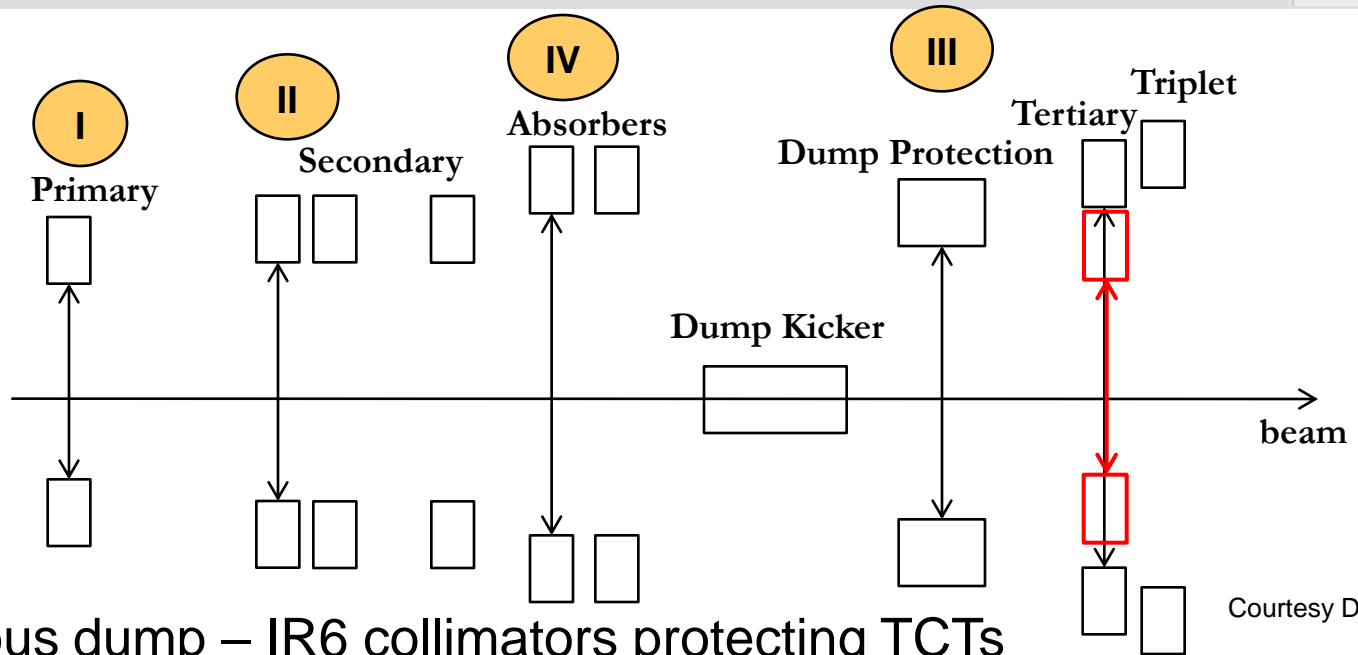 I
Primary
II
Secondary
IV
Absorbers
Dump Kicker
III
Dump Protection
Tertiary
Triplet
beam
Courtesy D
dump – IR6 collimators protecting TCTs